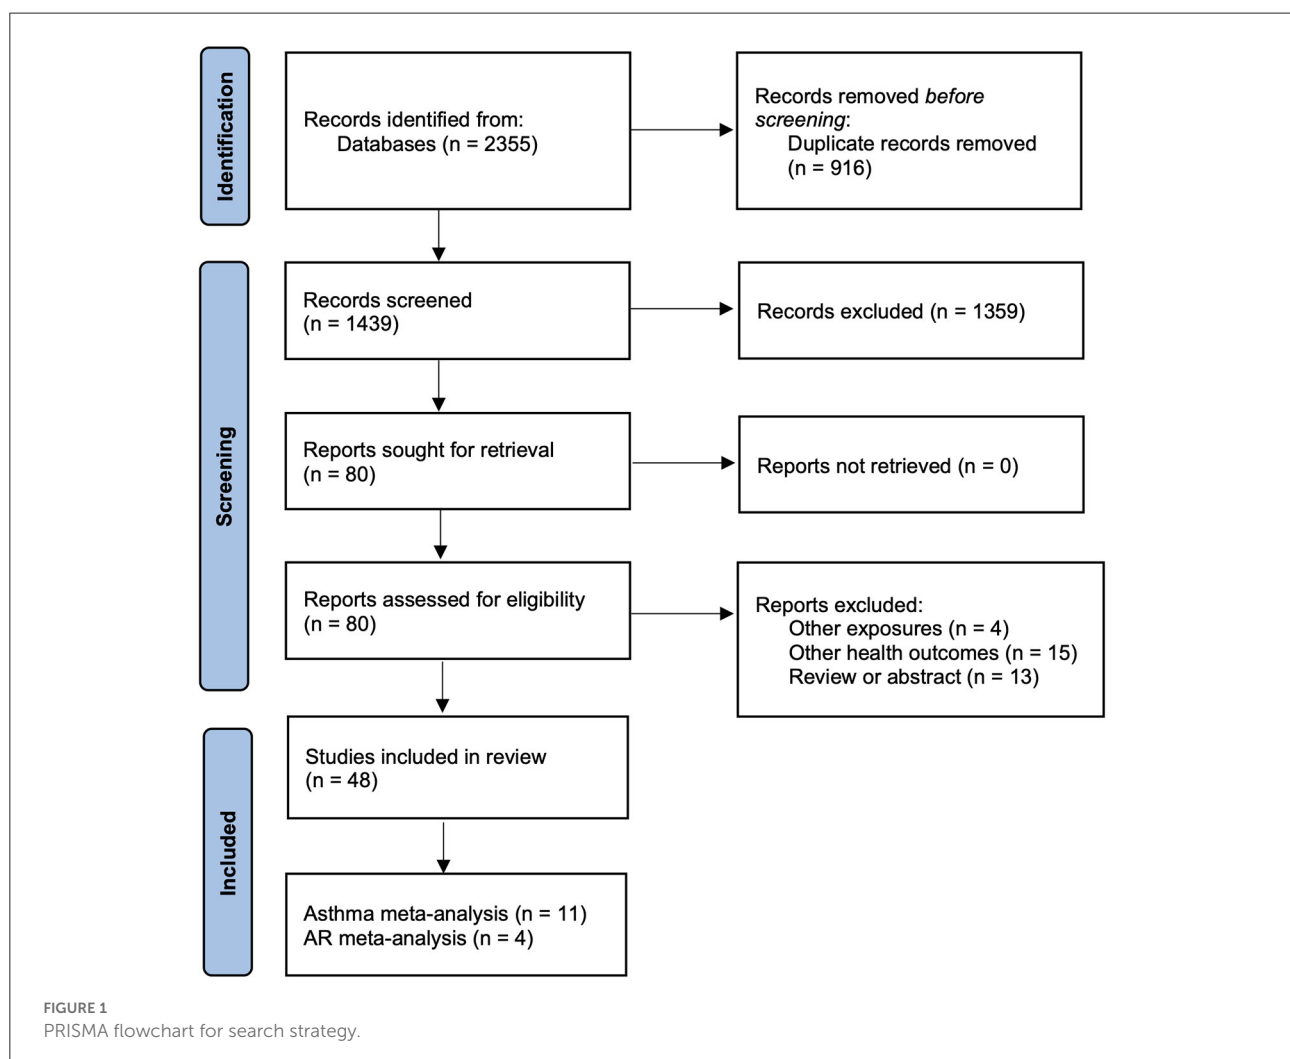 Identification
Records identified from:
Databases (n = 2355)
Records removed before
screening:
Duplicate records removed
(n = 916)
Screening
Records screened
(n = 1439)
Records excluded (n = 1359)
Reports sought for retrieval
(n = 80)
Reports not retrieved (n = 0)
Reports assessed for eligibility
(n = 80)
Reports excluded:
Other exposures (n = 4)
Other health outcomes (n = 15)
Review or abstract (n = 13)
Included
Studies included in review
(n = 48)
Asthma meta-analysis (n = 11)
AR meta-analysis (n = 4)
FIGURE 1
PRISMA flowchart for search strategy.